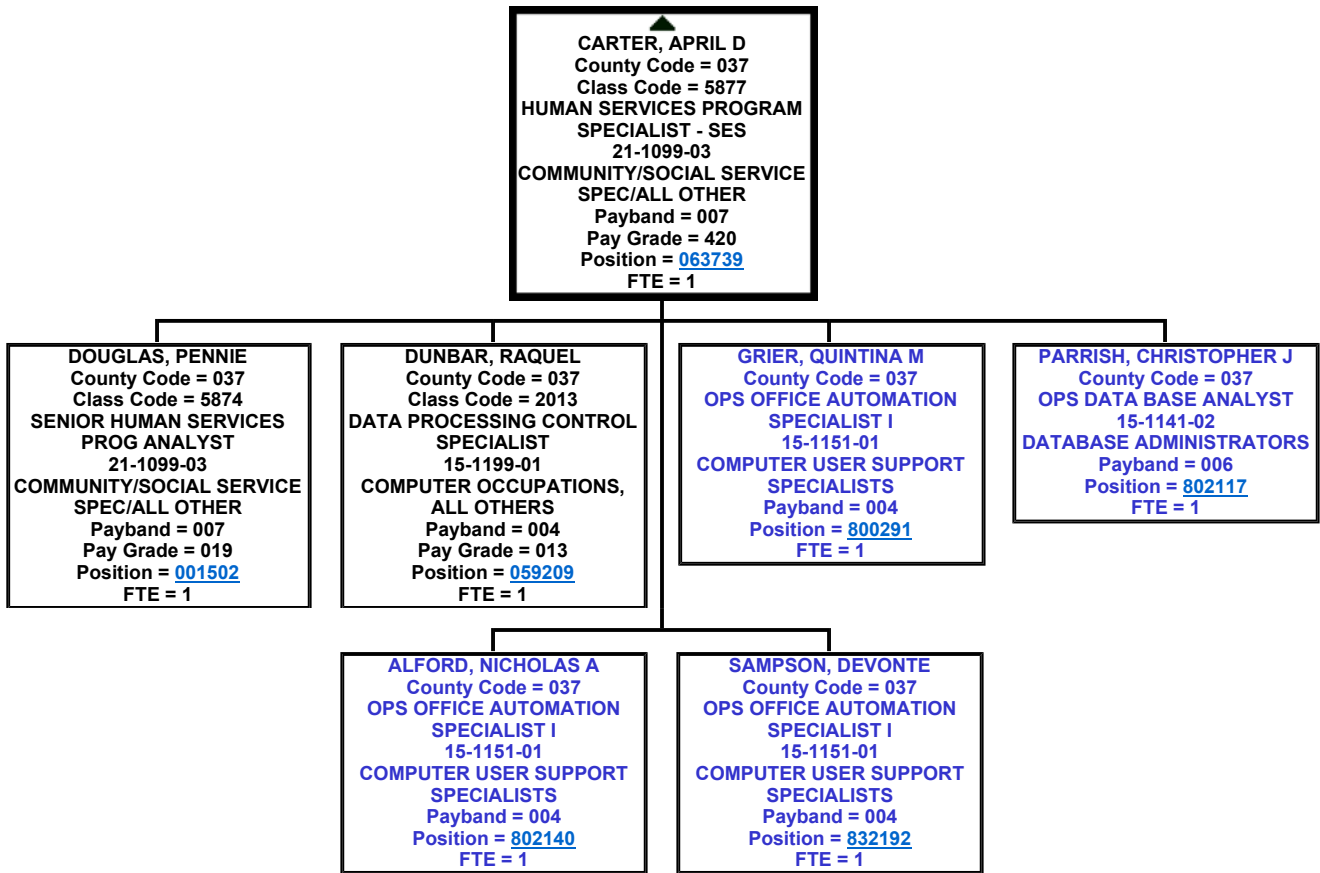 CARTER, APRIL D
County Code = 037
Class Code = 5877
HUMAN SERVICES PROGRAM
SPECIALIST - SES
21-1099-03
COMMUNITY/SOCIAL SERVICE
SPEC/ALL OTHER
Payband = 007
Pay Grade = 420
Position = 063739
FTE = 1
DOUGLAS, PENNIE
County Code = 037
Class Code = 5874
SENIOR HUMAN SERVICES
PROG ANALYST
21-1099-03
COMMUNITY/SOCIAL SERVICE
SPEC/ALL OTHER
Payband = 007
Pay Grade = 019
Position = 001502
FTE = 1
DUNBAR, RAQUEL
County Code = 037
Class Code = 2013
DATA PROCESSING CONTROL
SPECIALIST
15-1199-01
COMPUTER OCCUPATIONS,
ALL OTHERS
Payband = 004
Pay Grade = 013
Position = 059209
FTE = 1
GRIER, QUINTINA M
County Code = 037
OPS OFFICE AUTOMATION
SPECIALIST I
15-1151-01
COMPUTER USER SUPPORT
SPECIALISTS
Payband = 004
Position = 800291
FTE = 1
PARRISH, CHRISTOPHER J
County Code = 037
OPS DATA BASE ANALYST
15-1141-02
DATABASE ADMINISTRATORS
Payband = 006
Position = 802117
FTE = 1
ALFORD, NICHOLAS A
County Code = 037
OPS OFFICE AUTOMATION
SPECIALIST I
15-1151-01
COMPUTER USER SUPPORT
SPECIALISTS
Payband = 004
Position = 802140
FTE = 1
SAMPSON, DEVONTE
County Code = 037
OPS OFFICE AUTOMATION
SPECIALIST I
15-1151-01
COMPUTER USER SUPPORT
SPECIALISTS
Payband = 004
Position = 832192
FTE = 1